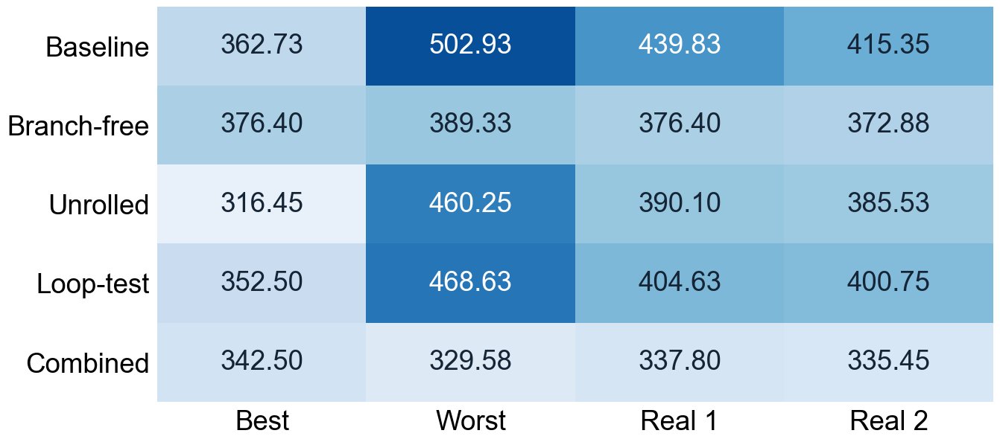 Baseline 362.73 502.93 439.83 415.35
Branch-free 376.40 389.33 376.40 372.88
Unrolled 316.45 460.25 390.10 385.53
Loop-test 352.50 468.63 404.63 400.75
Combined 342.50 329.58 337.80 335.45
Best Worst Real 1 Real 2